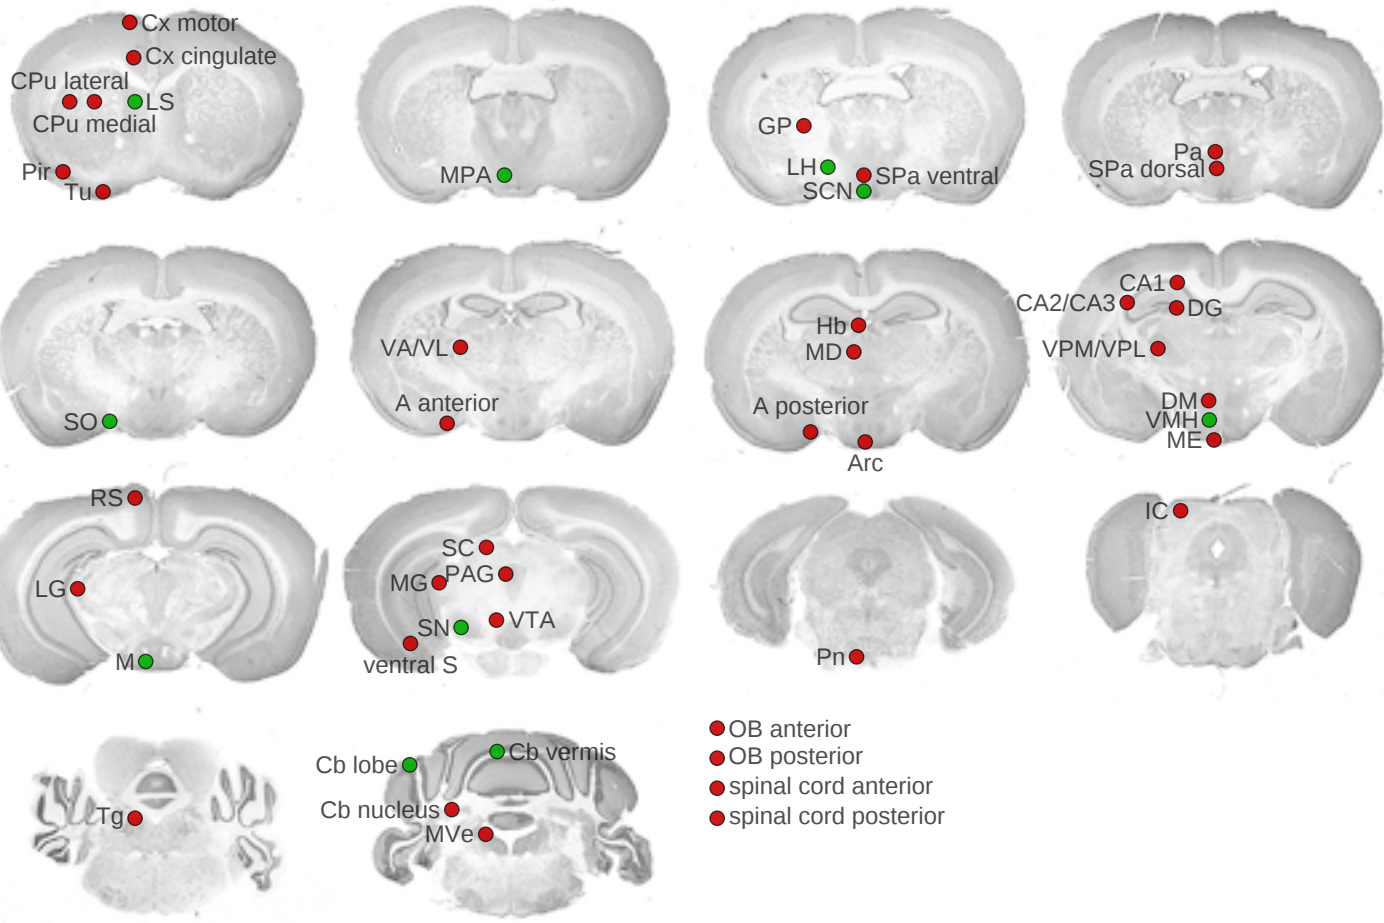 Cx motor
Cx cingulate
CPu lateral
LS
CPu medial
Pir
Tu
MPA
GP
LH
SPa ventral
SCN
Pa
SPa dorsal
SO
VA/VL
A anterior
Hb
MD
A posterior
Arc
CA1
CA2/CA3
DG
VPM/VPL
DM
VMH
ME
RS
LG
M
SC
MG
PAG
SN
VTA
ventral S
Pn
IC
Tg
Cb lobe
Cb vermis
Cb nucleus
MVe
OB anterior
OB posterior
spinal cord anterior
spinal cord posterior